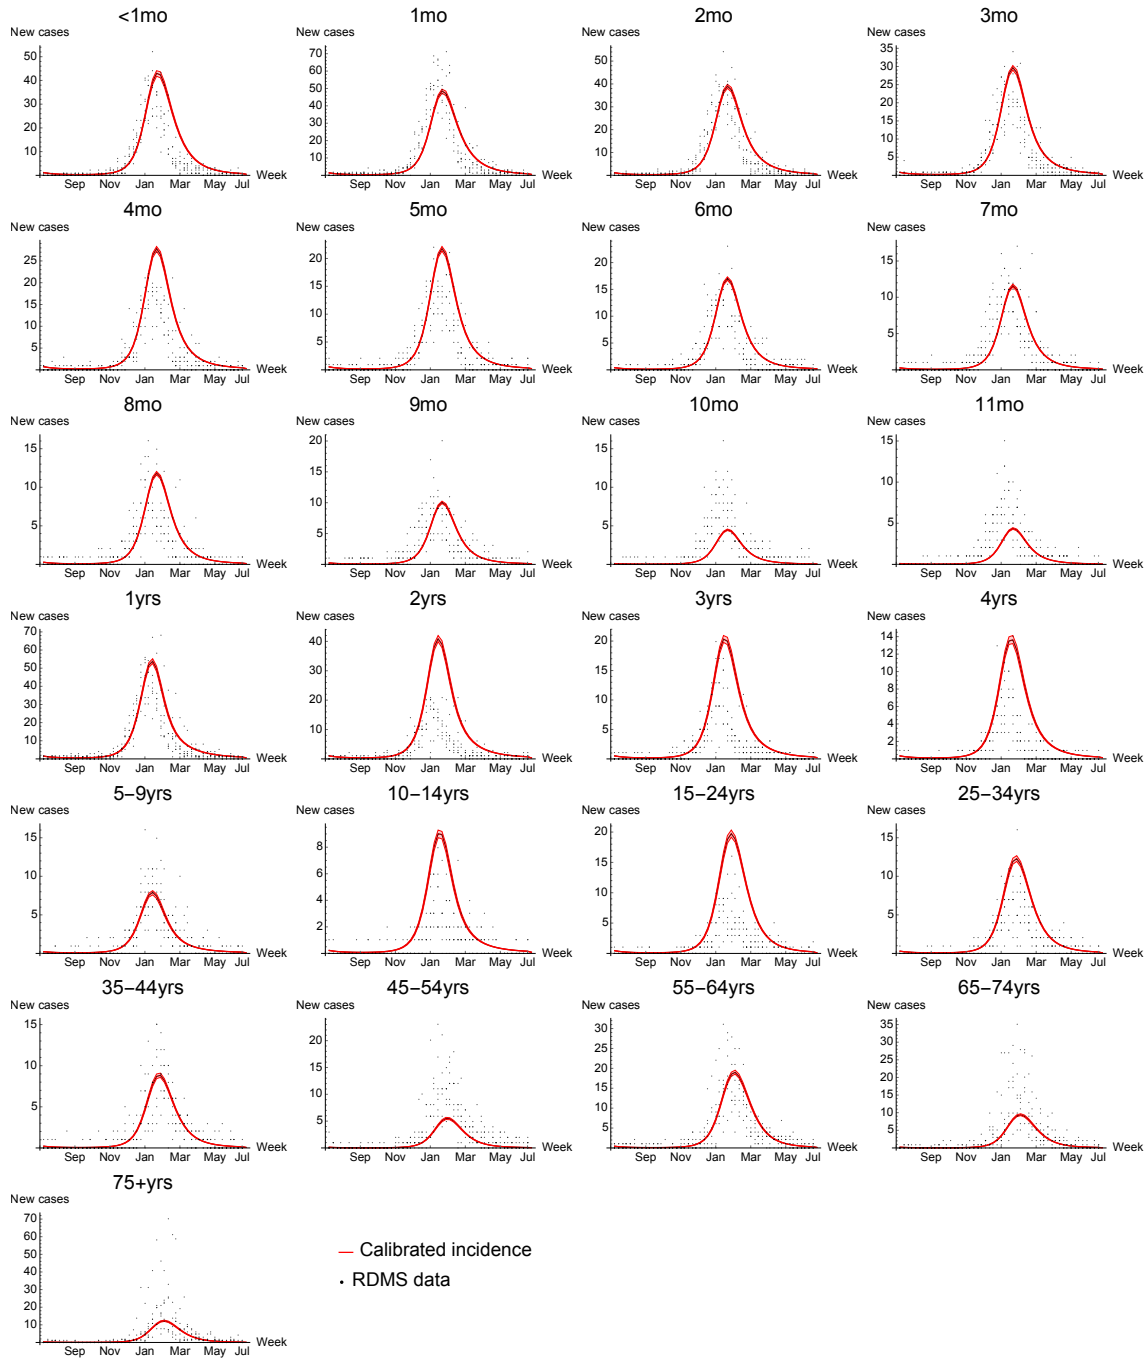 <1mo 1mo 2mo 3mo
New cases New cases New cases New cases
50 40 30 20 10
70 60 50 40 30 20 10
50 40 30 20 10
35 30 25 20 15 10 5
Sep Nov Jan Mar May Jul Week Sep Nov Jan Mar May Jul Week Sep Nov Jan Mar May Jul Week Sep Nov Jan Mar May Jul Week
4mo 5mo 6mo 7mo
New cases New cases New cases New cases
25 20 15 10 5
20 15 10 5
20 15 10 5
15 10 5
Sep Nov Jan Mar May Jul Week Sep Nov Jan Mar May Jul Week Sep Nov Jan Mar May Jul Week Sep Nov Jan Mar May Jul Week
8mo 9mo 10mo 11mo
New cases New cases New cases New cases
15 10 5
20 15 10 5
15 10 5
15 10 5
Sep Nov Jan Mar May Jul Week Sep Nov Jan Mar May Jul Week Sep Nov Jan Mar May Jul Week Sep Nov Jan Mar May Jul Week
1yrs 2yrs 3yrs 4yrs
New cases New cases New cases New cases
70 60 50 40 30 20 10
40 30 20 10
20 15 10 5
14 12 10 8 6 4 2
Sep Nov Jan Mar May Jul Week Sep Nov Jan Mar May Jul Week Sep Nov Jan Mar May Jul Week Sep Nov Jan Mar May Jul Week
5−9yrs 10−14yrs 15−24yrs 25−34yrs
New cases New cases New cases New cases
15 10 5
8 6 4 2
20 15 10 5
15 10 5
Sep Nov Jan Mar May Jul Week Sep Nov Jan Mar May Jul Week Sep Nov Jan Mar May Jul Week Sep Nov Jan Mar May Jul Week
35−44yrs 45−54yrs 55−64yrs 65−74yrs
New cases New cases New cases New cases
15 10 5
20 15 10 5
30 25 20 15 10 5
35 30 25 20 15 10 5
Sep Nov Jan Mar May Jul Week Sep Nov Jan Mar May Jul Week Sep Nov Jan Mar May Jul Week Sep Nov Jan Mar May Jul Week
75+yrs
New cases
70 60 50 40 30 20 10
Sep Nov Jan Mar May Jul Week
Calibrated incidence
RDMS data